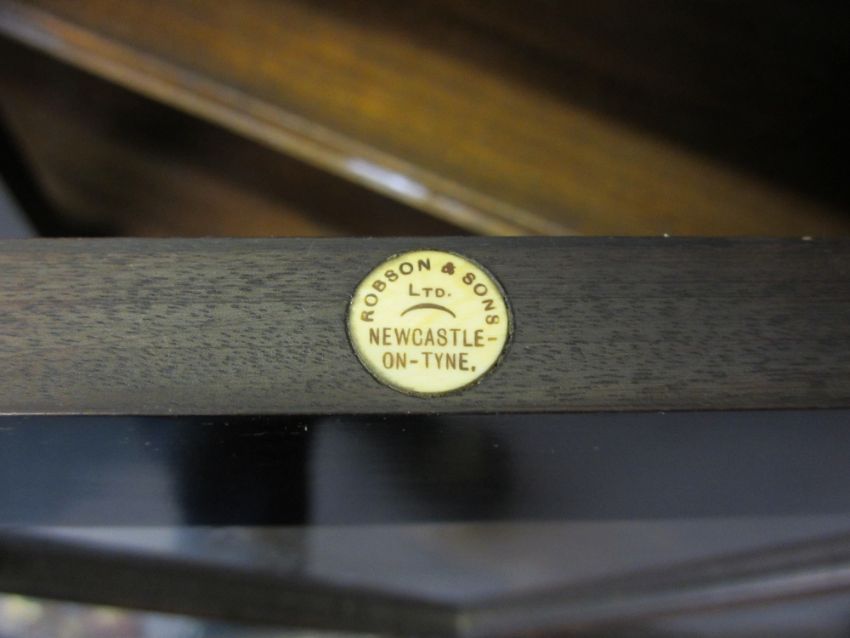 ROBSON & SONS
LTD.
NEWCASTLE-
ON-TYNE.